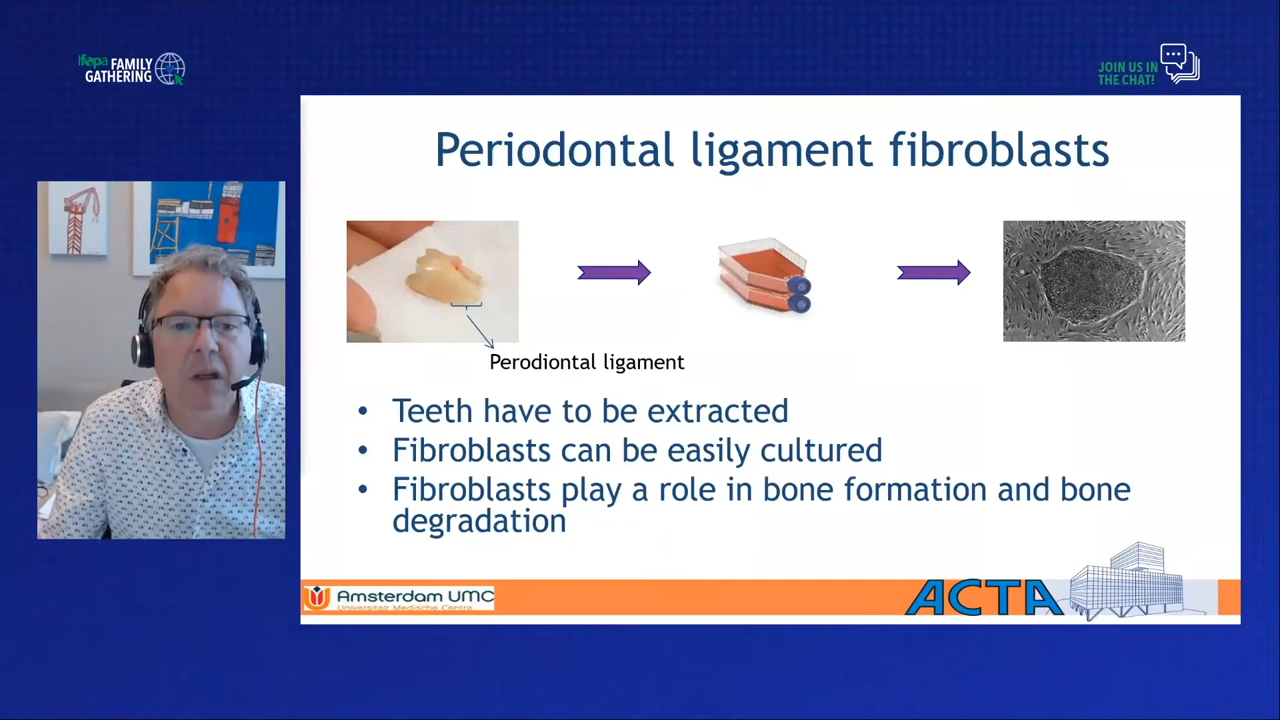 ifopa FAMILY
GATHERING
JOIN US IN
THE CHAT!
Periodontal ligament fibroblasts
Perodiontal ligament
• Teeth have to be extracted
• Fibroblasts can be easily cultured
• Fibroblasts play a role in bone formation and bone
degradation
Amsterdam UMC
Universitair Medische Centra
ACTA